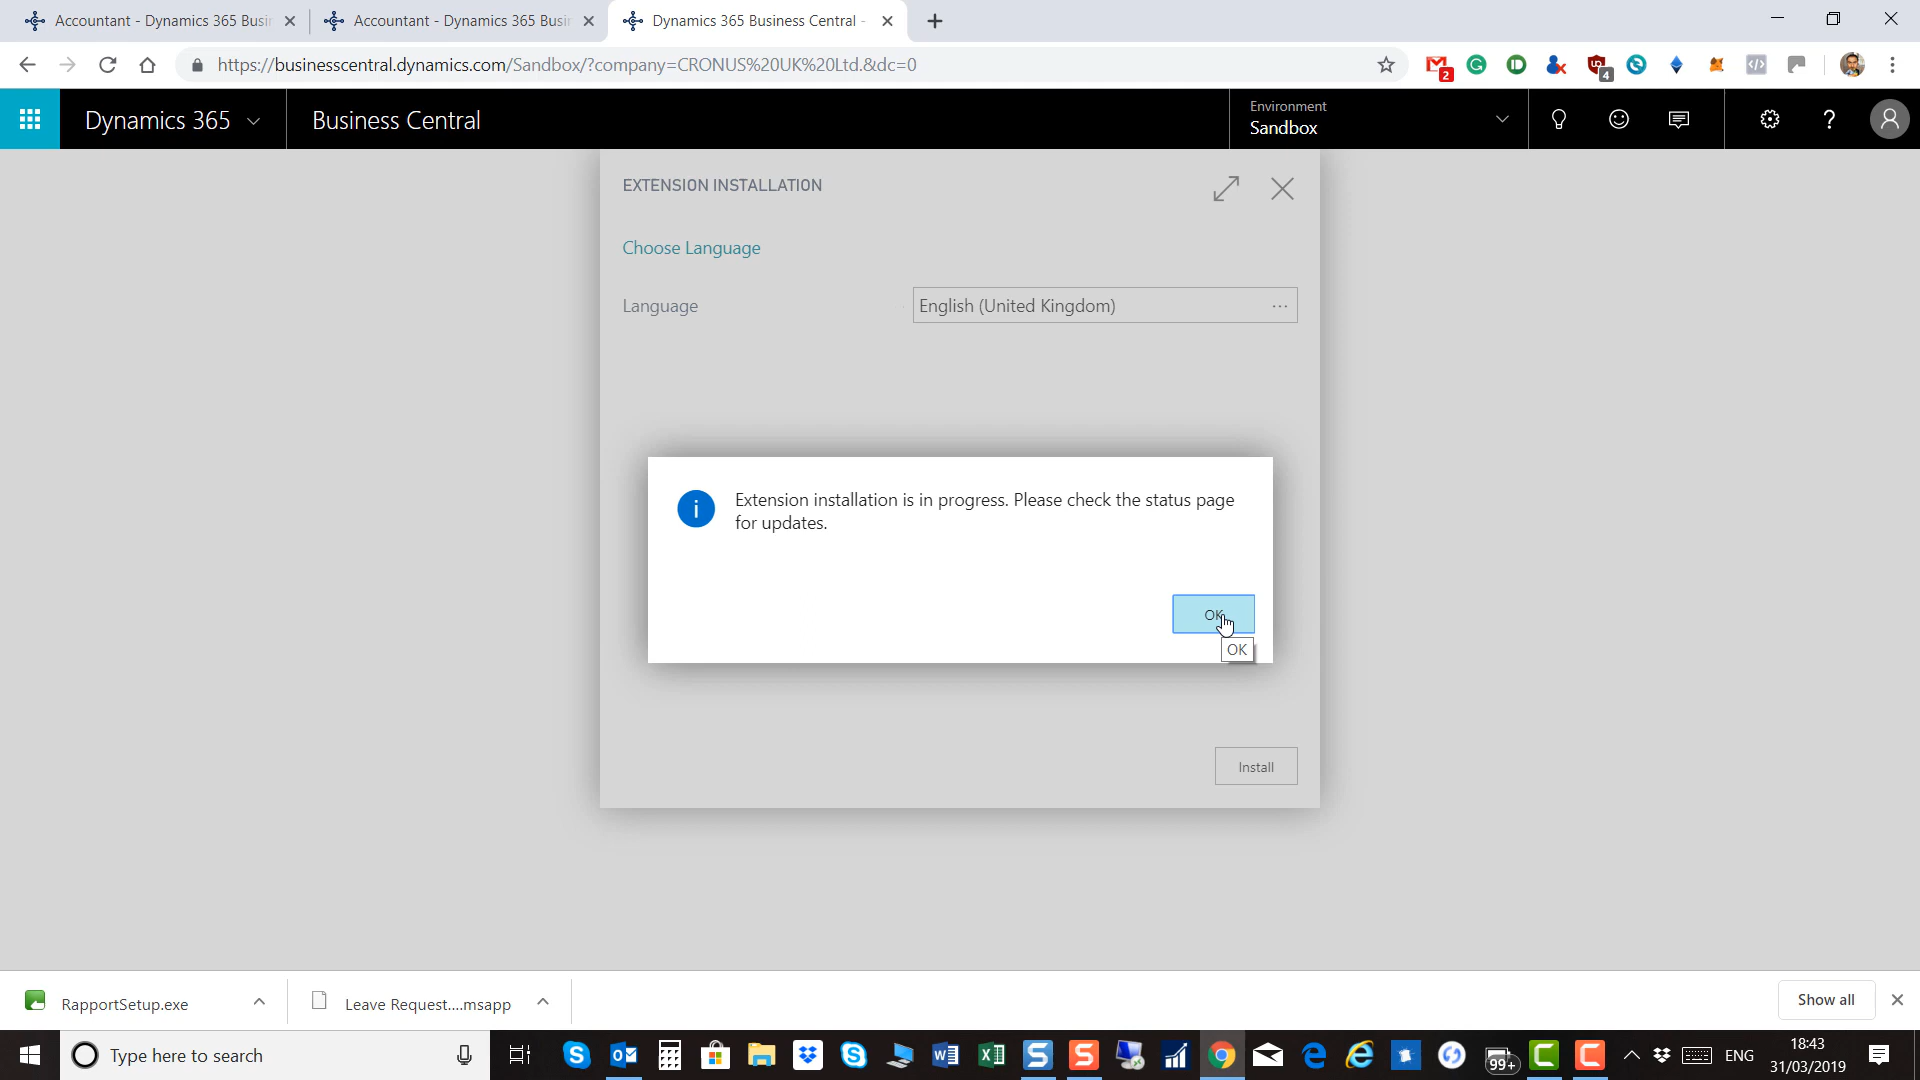 Accountant - Dynamics 365 Busi
Accountant - Dynamics 365 Busi
Dynamics 365 Business Central -
https://businesscentral.dynamics.com/Sandbox/?company=CRONUS%20UK%20Ltd.&dc=0
2
4
Dynamics 365
Business Central
Environment
Sandbox
EXTENSION INSTALLATION
Choose Language
Language
English (United Kingdom)
Extension installation is in progress. Please check the status page
for updates.
OK
OK
Install
RapportSetup.exe
Leave Request....msapp
Show all
Type here to search
99+
ENG
18:43
31/03/2019